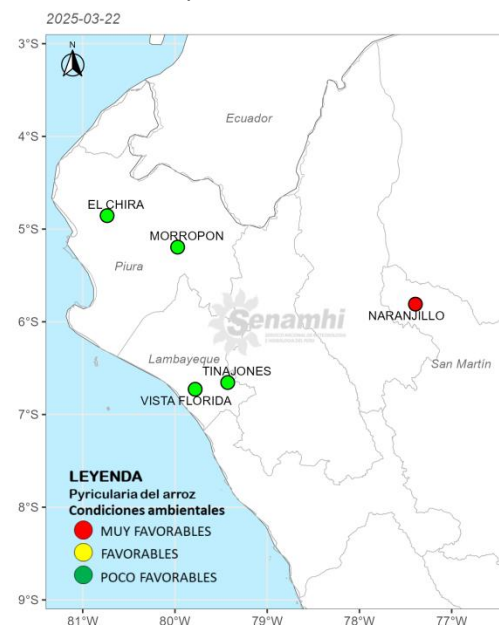 2025-03-22
N
3°S
4°S
Ecuador
EL CHIRA
5°S
MORROPON
Piura
6°S
NARANJILLO
Senamhi
Lambayeque
San Martín
TINAJONES
VISTA FLORIDA
7°S
LEYENDA
Pyricularia del arroz
Condiciones ambientales
8°S
MUY FAVORABLES
FAVORABLES
POCO FAVORABLES
9°S
81°W 80°W 79°W 78°W 77°W